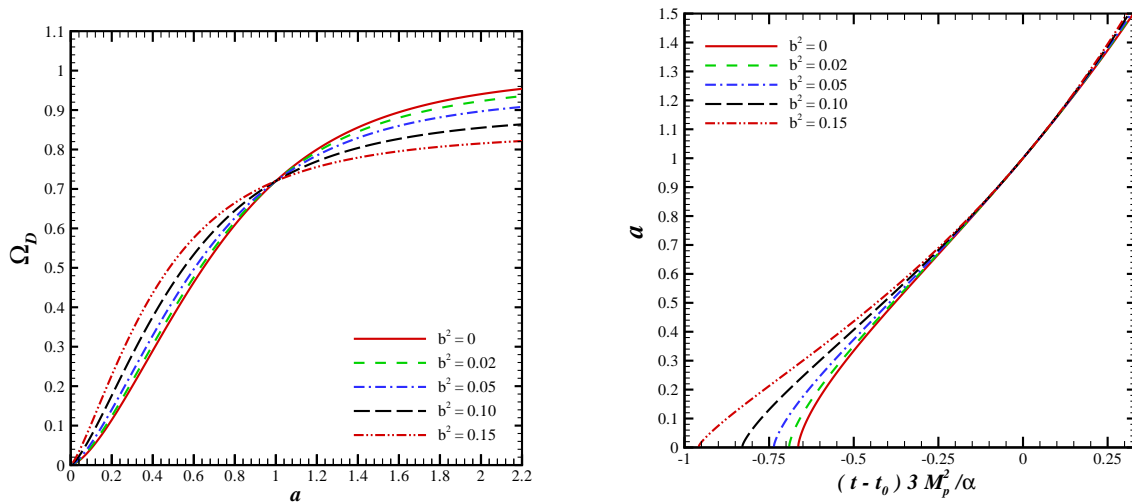 1.1
1
0.9
0.8
0.7
0.6
0.5
0.4
0.3
0.2
0.1
0
Ω_D
b² = 0
b² = 0.02
b² = 0.05
b² = 0.10
b² = 0.15
0 0.2 0.4 0.6 0.8 1 1.2 1.4 1.6 1.8 2 2.2
a
1.5
1.4
1.3
1.2
1.1
1
0.9
0.8
0.7
0.6
0.5
0.4
0.3
0.2
0.1
0
a
b² = 0
b² = 0.02
b² = 0.05
b² = 0.10
b² = 0.15
-1 -0.75 -0.5 -0.25 0 0.25
( t - t₀ ) 3 M_p²/α